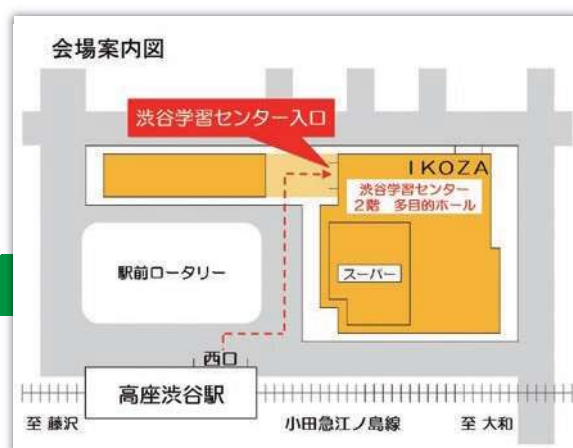 会場案内図
渋谷学習センター入口
IKOZA
渋谷学習センター
2階 多目的ホール
駅前ロータリー
スーパー
西口
高座渋谷駅
至 藤沢
小田急江ノ島線
至 大和